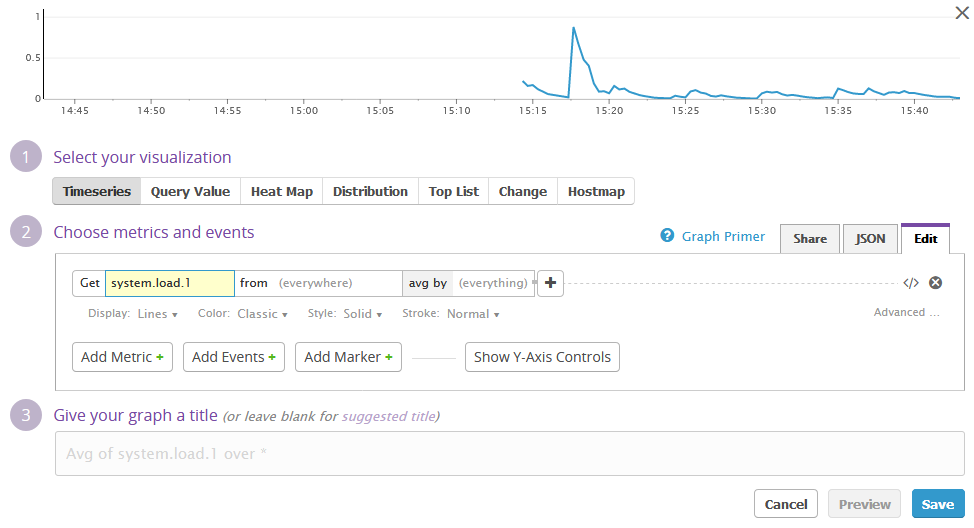 1
0.5
0
14:45 14:50 14:55 15:00 15:05 15:10 15:15 15:20 15:25 15:30 15:35 15:40
1 Select your visualization
Timeseries Query Value Heat Map Distribution Top List Change Hostmap
2 Choose metrics and events
? Graph Primer Share JSON Edit
Get system.load.1 from (everywhere) avg by (everything) + </>
Display: Lines Color: Classic Style: Solid Stroke: Normal Advanced ...
Add Metric + Add Events + Add Marker + Show Y-Axis Controls
3 Give your graph a title (or leave blank for suggested title)
Avg of system.load.1 over *
Cancel Preview Save